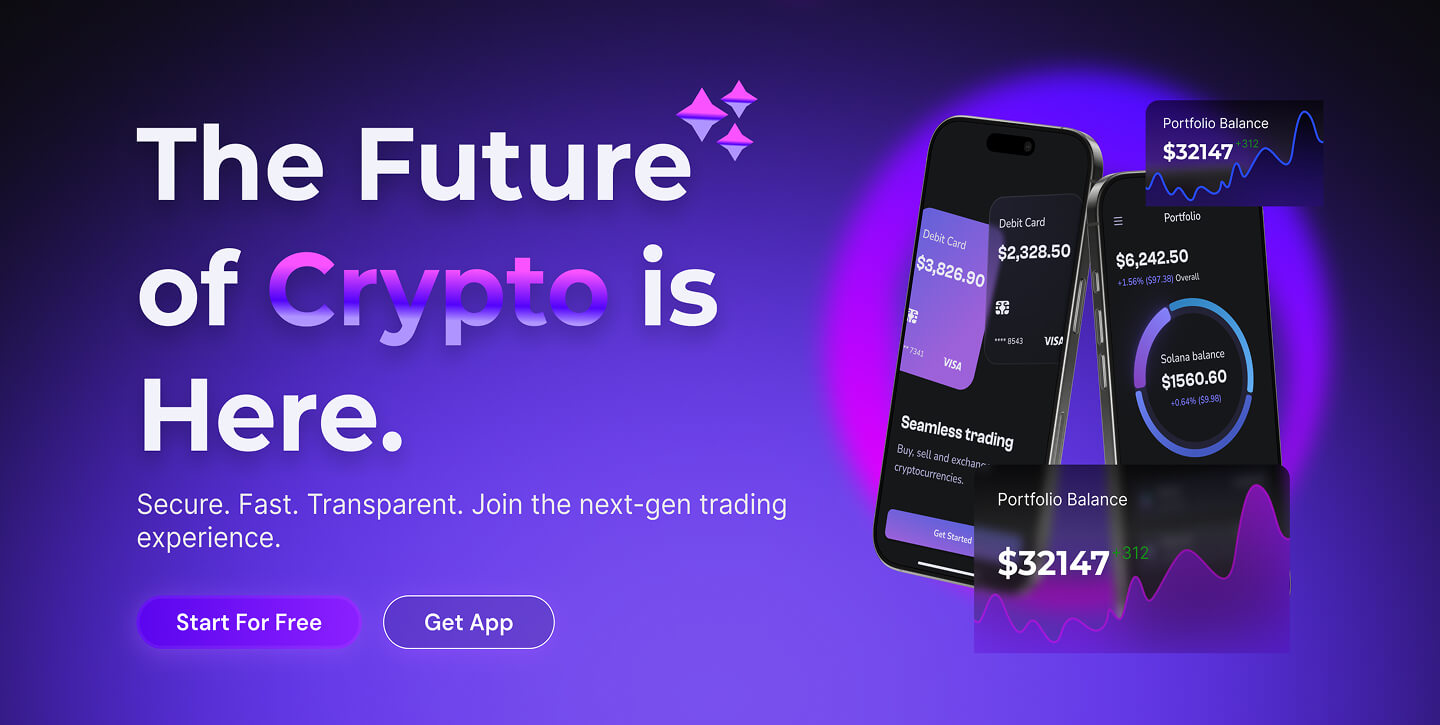 The Future
of Crypto is
Here.
Secure. Fast. Transparent. Join the next-gen trading
experience.
Start For Free
Get App
Debit Card
$3,826.90
** 7341
VISA
Debit Card
$2,328.50
**** 8543
VISA
Seamless trading
Buy, sell and exchang
cryptocurrencies.
Get Started
Portfolio Balance
$32147 +312
Portfolio
$6,242.50
+1.56% ($97.38) Overall
Solana balance
$1560.60
+0.64% ($9.98)
Portfolio Balance
$32147 +312